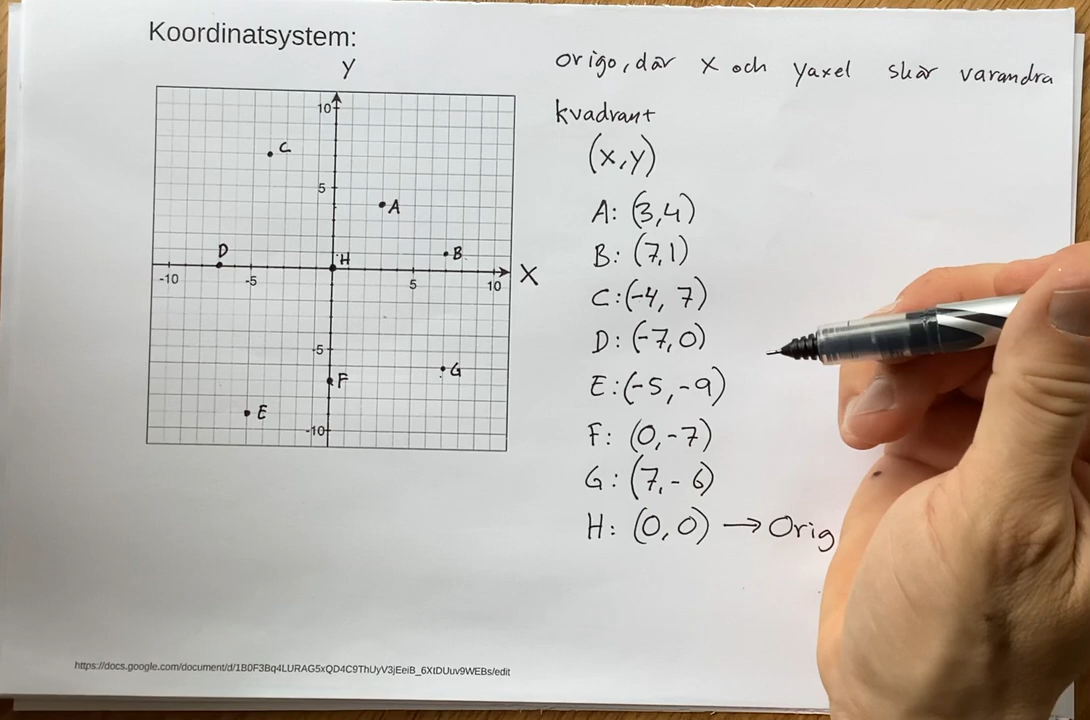 Koordinatsystem:
origo, där x och yaxel skär varandra
kvadrant
(x,y)
A: (3,4)
B: (7,1)
C: (-4, 7)
D: (-7,0)
E: (-5, -9)
F: (0,-7)
G: (7,- 6)
H: (0,0) → Orig
y
10
C
5
A
D
H
B
-10
-5
5
10
X
-5
F
G
E
-10
https://docs.google.com/document/d/1B0F3Bq4LURAG5xQD4C9ThUyV3jEeiB_6XtDUuv9WEBs/edit